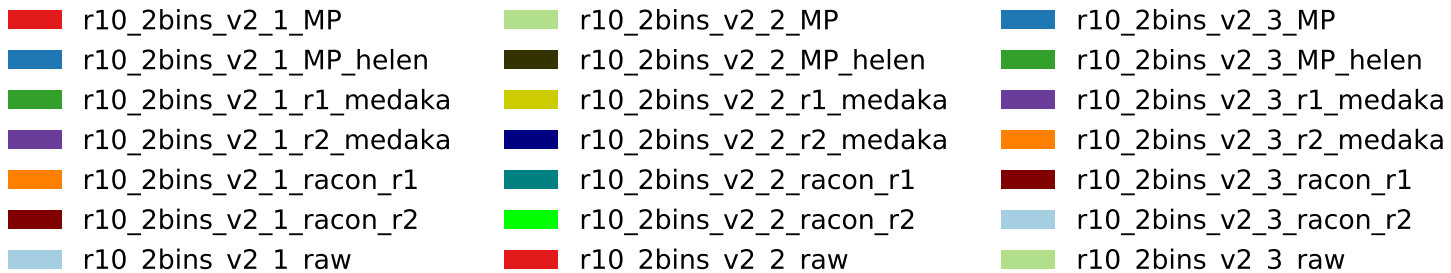 r10_2bins_v2_1_MP
r10_2bins_v2_1_MP_helen
r10_2bins_v2_1_r1_medaka
r10_2bins_v2_1_r2_medaka
r10_2bins_v2_1_racon_r1
r10_2bins_v2_1_racon_r2
r10_2bins_v2_1_raw
r10_2bins_v2_2_MP
r10_2bins_v2_2_MP_helen
r10_2bins_v2_2_r1_medaka
r10_2bins_v2_2_r2_medaka
r10_2bins_v2_2_racon_r1
r10_2bins_v2_2_racon_r2
r10_2bins_v2_2_raw
r10_2bins_v2_3_MP
r10_2bins_v2_3_MP_helen
r10_2bins_v2_3_r1_medaka
r10_2bins_v2_3_r2_medaka
r10_2bins_v2_3_racon_r1
r10_2bins_v2_3_racon_r2
r10_2bins_v2_3_raw